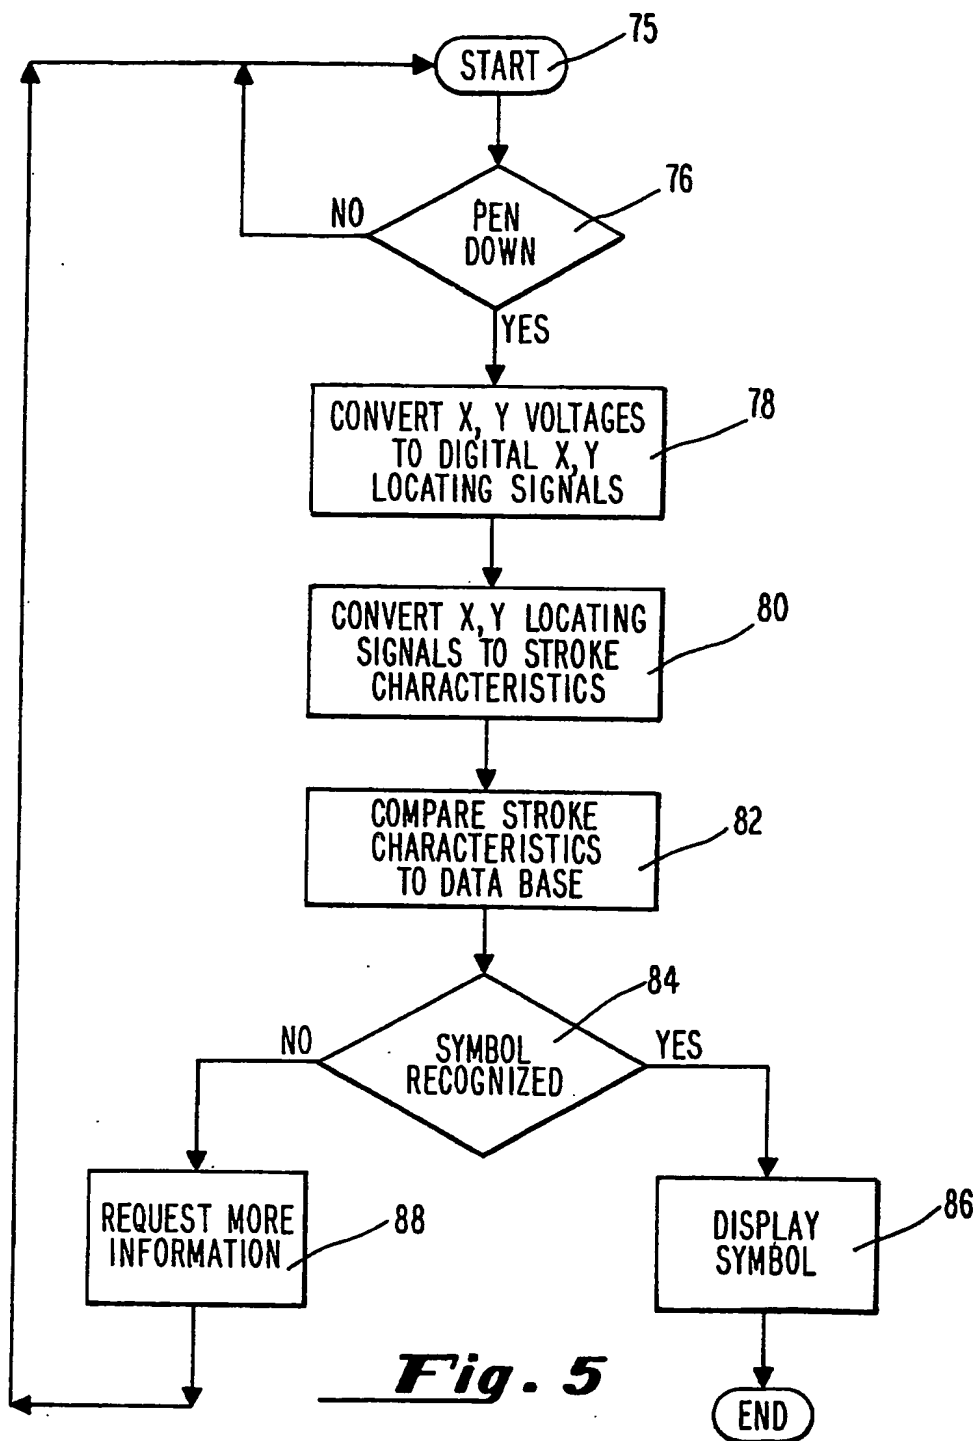 75
START
76
NO
PEN
DOWN
YES
CONVERT X, Y VOLTAGES
TO DIGITAL X, Y
LOCATING SIGNALS
78
CONVERT X, Y LOCATING
SIGNALS TO STROKE
CHARACTERISTICS
80
COMPARE STROKE
CHARACTERISTICS
TO DATA BASE
82
84
NO
YES
SYMBOL
RECOGNIZED
REQUEST MORE
INFORMATION
88
DISPLAY
SYMBOL
86
Fig. 5
END